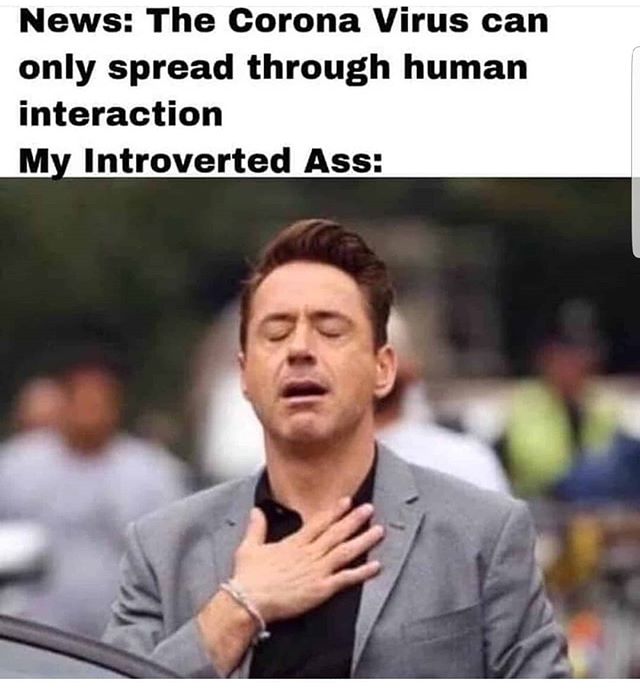 News: The Corona Virus can
only spread through human
interaction
My Introverted Ass: